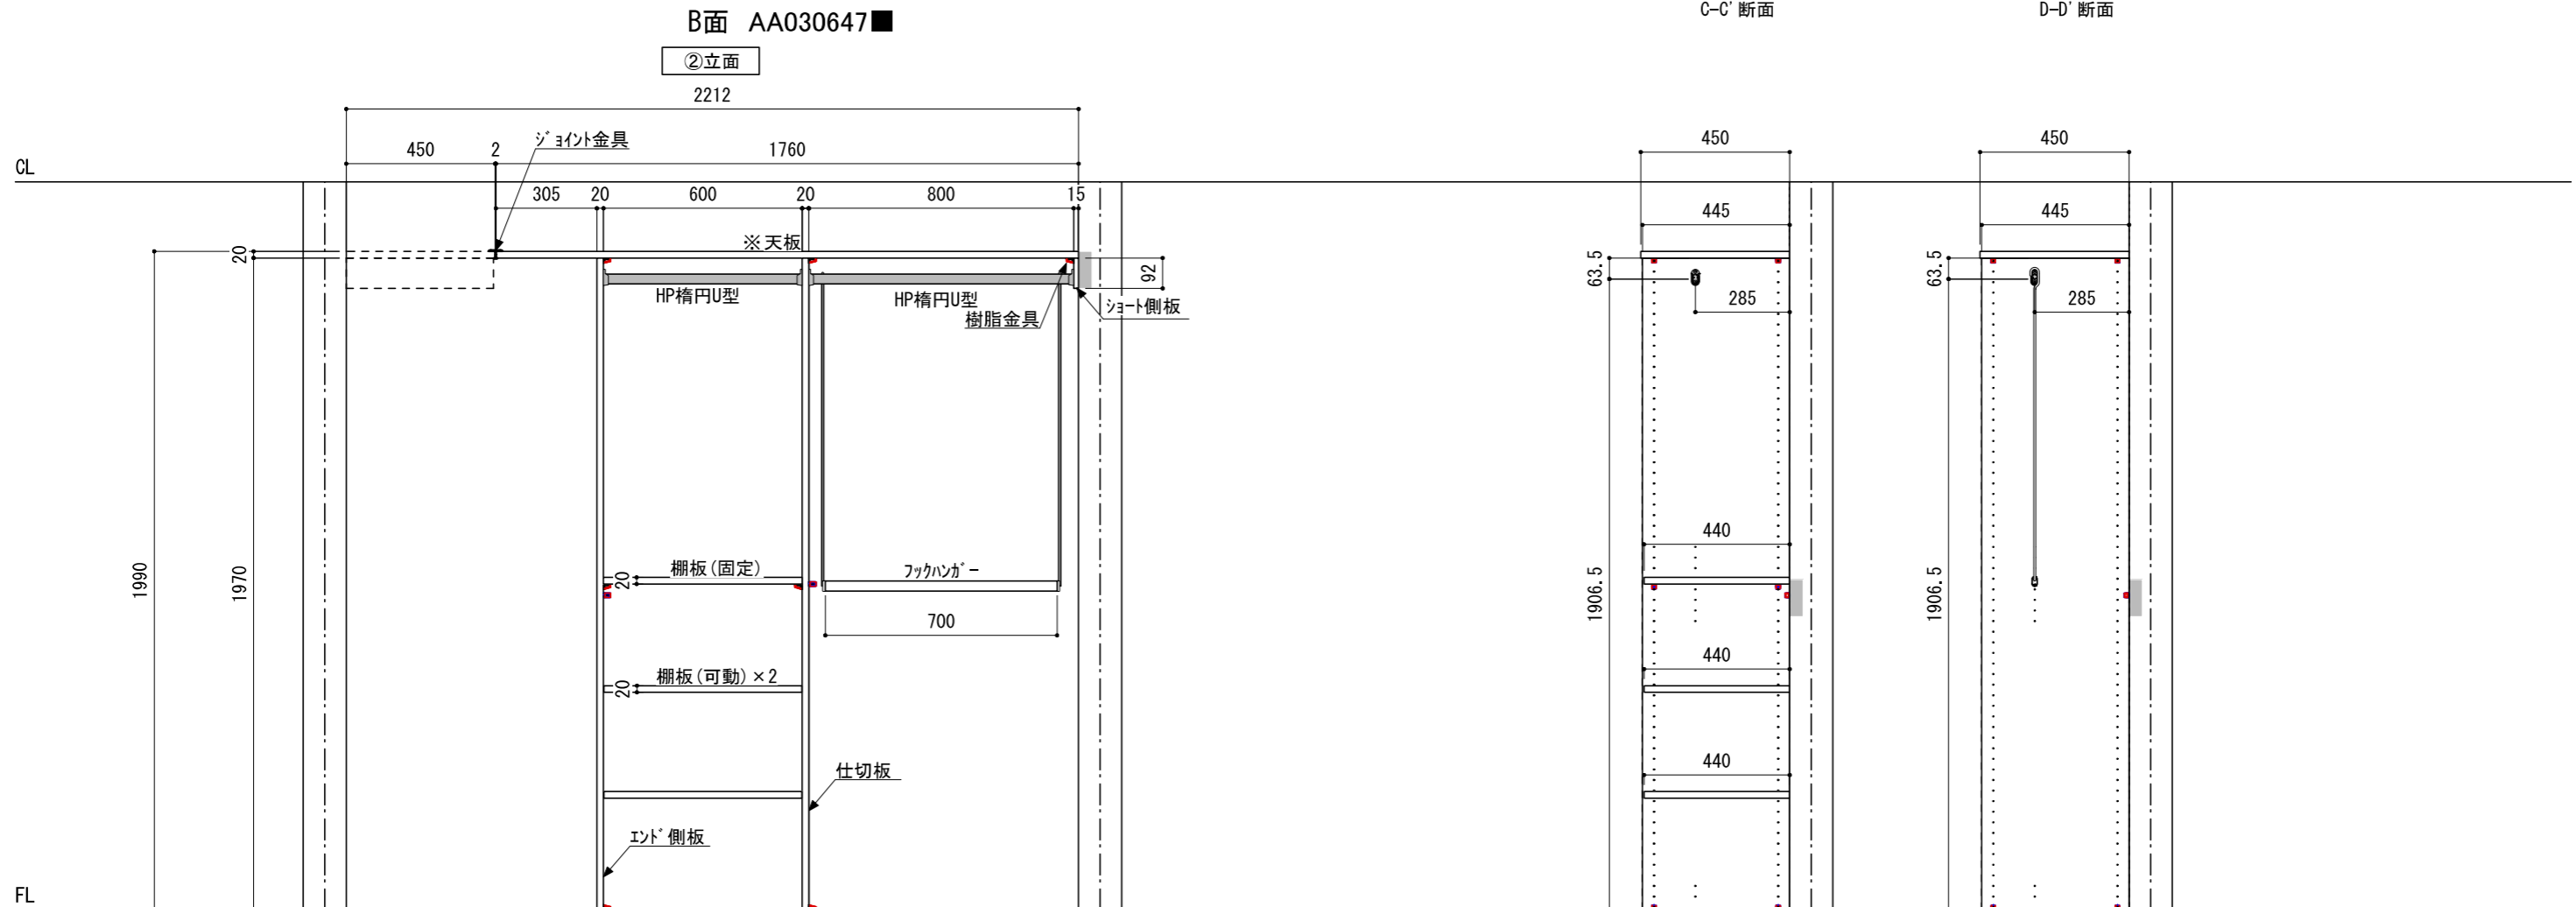 B面 AA030647■
C-C' 断面
D-D' 断面
②立面
2212
450
2
ｼﾞｮｲﾝﾄ金具
1760
450
450
CL
305
20
600
20
800
15
445
445
※天板
20
63.5
63.5
92
HP楕円U型
HP楕円U型
ｼｮｰﾄ側板
樹脂金具
285
285
440
1990
1970
棚板(固定)
20
ﾌｯｸﾊﾝｶﾞｰ
1906.5
1906.5
700
440
棚板(可動)×2
20
440
仕切板
ｴﾝﾄﾞ側板
FL